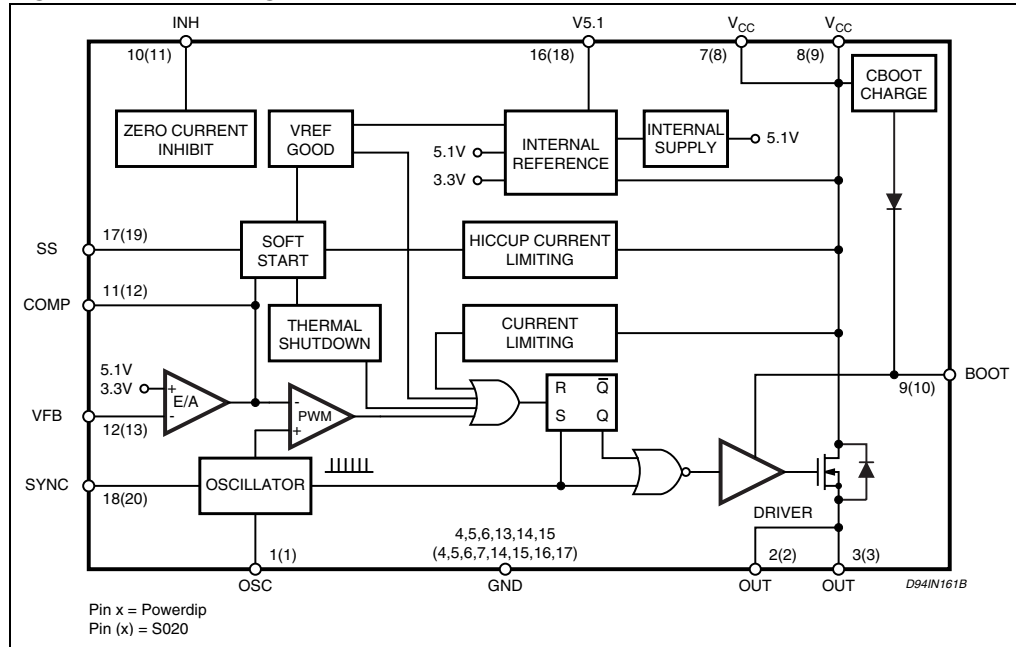 INH
V5.1
VCC
VCC
10(11)
16(18)
7(8)
8(9)
CBOOT
CHARGE
ZERO CURRENT
INHIBIT
VREF
GOOD
INTERNAL
REFERENCE
INTERNAL
SUPPLY
5.1V
5.1V
3.3V
SS
17(19)
SOFT
START
HICCUP CURRENT
LIMITING
COMP
11(12)
THERMAL
SHUTDOWN
CURRENT
LIMITING
5.1V
3.3V
+
E/A
-
-
PWM
+
R
Q̅
S
Q
BOOT
9(10)
VFB
12(13)
SYNC
18(20)
OSCILLATOR
DRIVER
4,5,6,13,14,15
(4,5,6,7,14,15,16,17)
1(1)
2(2)
3(3)
OSC
GND
OUT
OUT
D94IN161B
Pin x = Powerdip
Pin (x) = S020